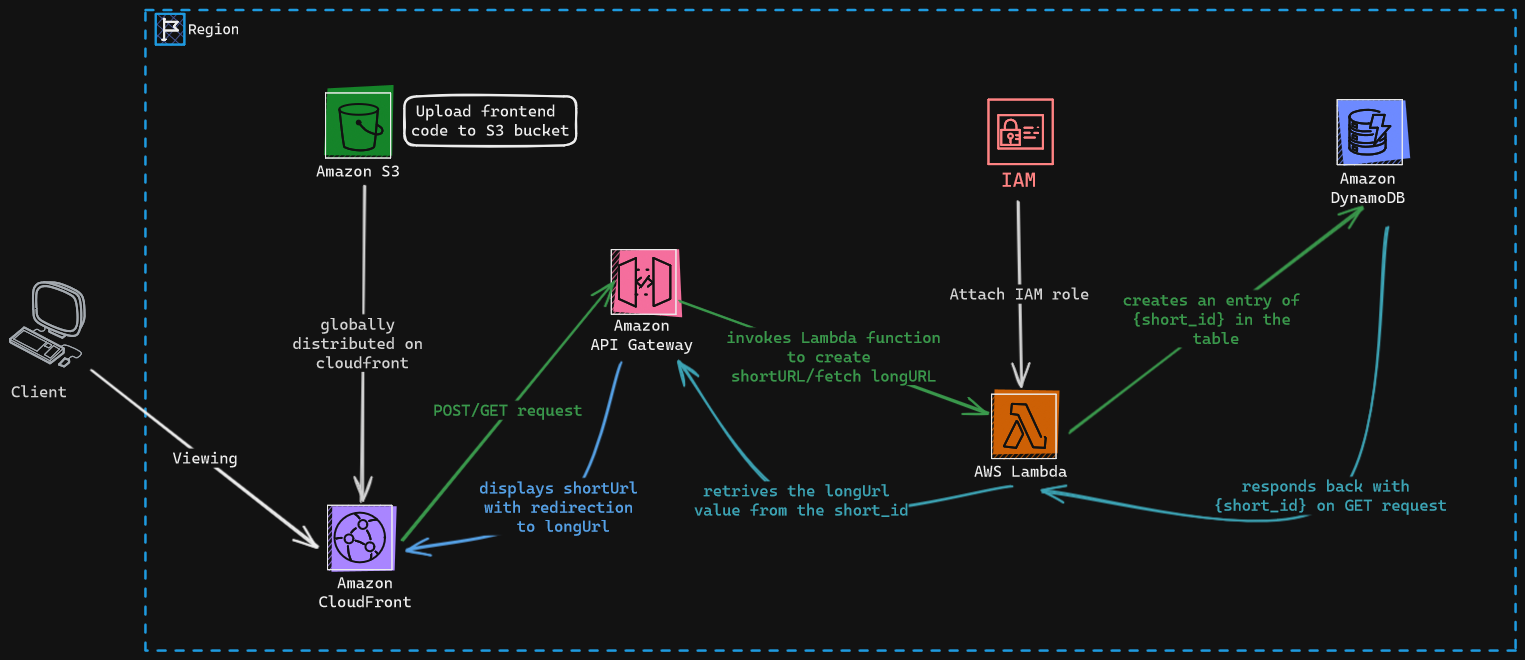 Region
Upload frontend
code to S3 bucket
Amazon S3
IAM
Amazon
DynamoDB
globally
distributed on
cloudfront
Amazon
API Gateway
Attach IAM role
creates an entry of
{short_id} in the
table
invokes Lambda function
to create
shortURL/fetch longURL
Client
POST/GET request
Viewing
AWS Lambda
displays shortUrl
with redirection
to longUrl
retrives the longUrl
value from the short_id
responds back with
{short_id} on GET request
Amazon
CloudFront